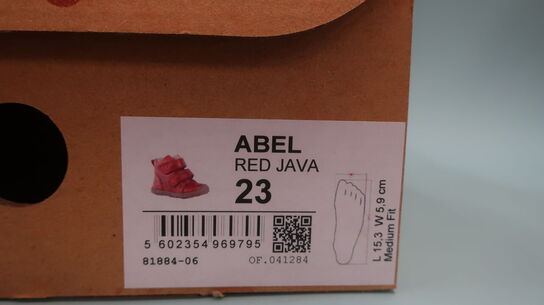 ABEL
RED JAVA
23
5 602354 969795
81884-06
OF.041284
L 15,3 W 5,9 cm
Medium Fit